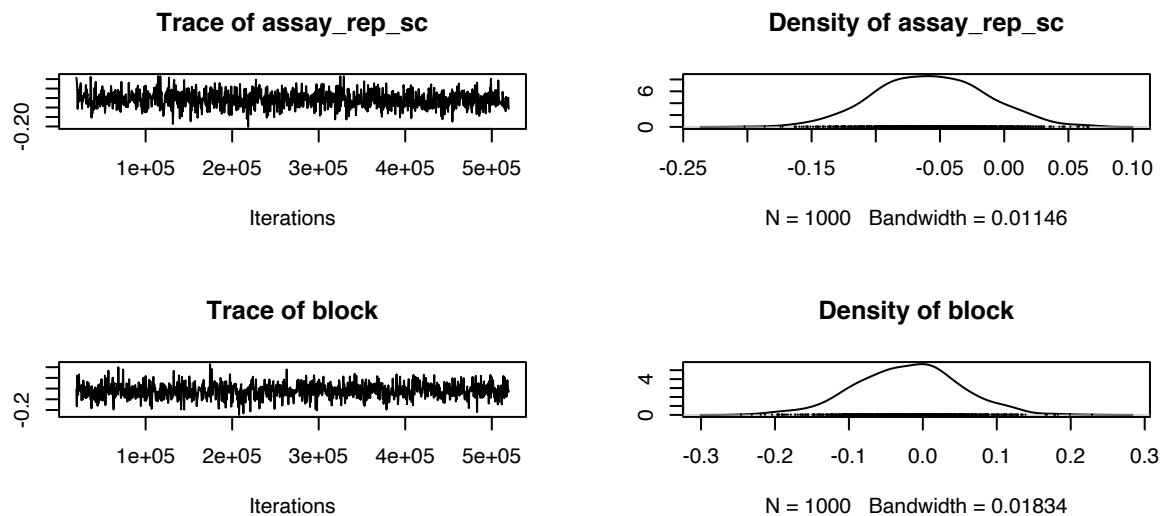 Trace of assay_rep_sc
-0.20
1e+05 2e+05 3e+05 4e+05 5e+05
Iterations
Density of assay_rep_sc
0 6
-0.25 -0.15 -0.05 0.00 0.05 0.10
N = 1000 Bandwidth = 0.01146
Trace of block
-0.2
1e+05 2e+05 3e+05 4e+05 5e+05
Iterations
Density of block
0 4
-0.3 -0.2 -0.1 0.0 0.1 0.2 0.3
N = 1000 Bandwidth = 0.01834